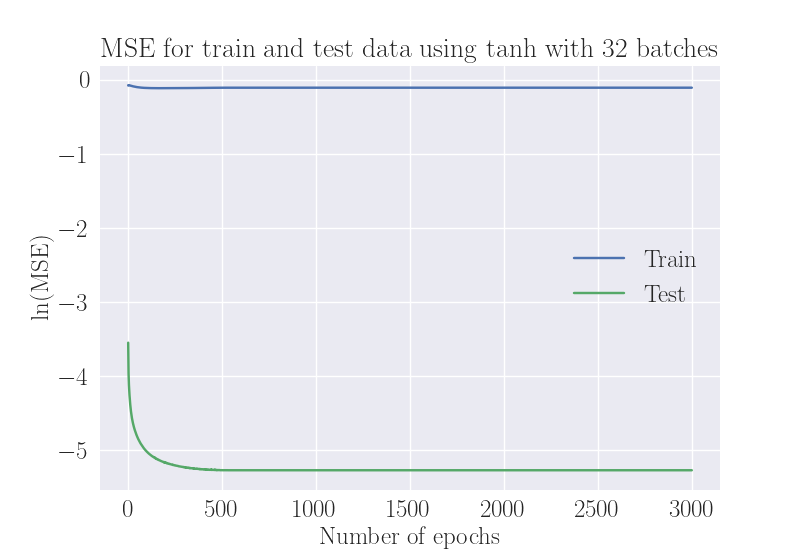 MSE for train and test data using tanh with 32 batches
0
−1
−2
−3
−4
−5
ln(MSE)
Train
Test
0 500 1000 1500 2000 2500 3000
Number of epochs